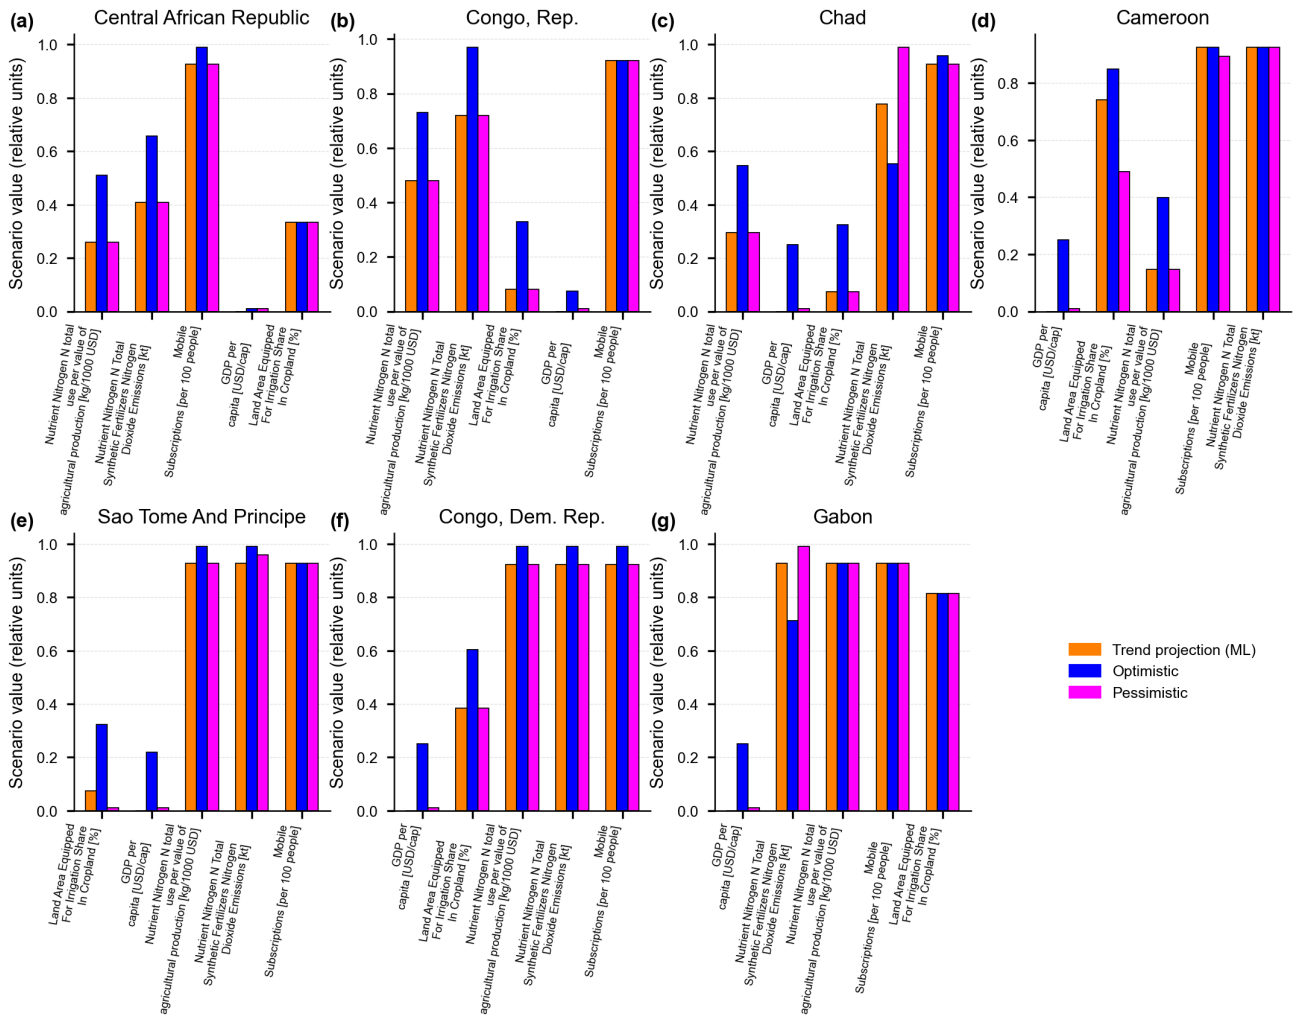 (a) Central African Republic
Scenario value (relative units)
1.0
0.8
0.6
0.4
0.2
0.0
Nutrient Nitrogen N total
use per value of
agricultural production [kg/1000 USD]
Nutrient Nitrogen N Total
Synthetic Fertilizers Nitrogen
Dioxide Emissions [kt]
Mobile
Subscriptions [per 100 people]
GDP per
capita [USD/cap]
Land Area Equipped
For Irrigation Share
In Cropland [%]
(b) Congo, Rep.
Scenario value (relative units)
1.0
0.8
0.6
0.4
0.2
0.0
Nutrient Nitrogen N total
use per value of
agricultural production [kg/1000 USD]
Nutrient Nitrogen N Total
Synthetic Fertilizers Nitrogen
Dioxide Emissions [kt]
Land Area Equipped
For Irrigation Share
In Cropland [%]
GDP per
capita [USD/cap]
Mobile
Subscriptions [per 100 people]
(c) Chad
Scenario value (relative units)
1.0
0.8
0.6
0.4
0.2
0.0
Nutrient Nitrogen N total
use per value of
agricultural production [kg/1000 USD]
GDP per
capita [USD/cap]
Land Area Equipped
For Irrigation Share
In Cropland [%]
Nutrient Nitrogen N Total
Synthetic Fertilizers Nitrogen
Dioxide Emissions [kt]
Mobile
Subscriptions [per 100 people]
(d) Cameroon
Scenario value (relative units)
0.8
0.6
0.4
0.2
0.0
GDP per
capita [USD/cap]
Land Area Equipped
For Irrigation Share
In Cropland [%]
Nutrient Nitrogen N total
use per value of
agricultural production [kg/1000 USD]
Mobile
Subscriptions [per 100 people]
Nutrient Nitrogen N Total
Synthetic Fertilizers Nitrogen
Dioxide Emissions [kt]
(e) Sao Tome And Principe
Scenario value (relative units)
1.0
0.8
0.6
0.4
0.2
0.0
Land Area Equipped
For Irrigation Share
In Cropland [%]
GDP per
capita [USD/cap]
Nutrient Nitrogen N total
use per value of
agricultural production [kg/1000 USD]
Nutrient Nitrogen N Total
Synthetic Fertilizers Nitrogen
Dioxide Emissions [kt]
Mobile
Subscriptions [per 100 people]
(f) Congo, Dem. Rep.
Scenario value (relative units)
1.0
0.8
0.6
0.4
0.2
0.0
GDP per
capita [USD/cap]
Land Area Equipped
For Irrigation Share
In Cropland [%]
Nutrient Nitrogen N total
use per value of
agricultural production [kg/1000 USD]
Nutrient Nitrogen N Total
Synthetic Fertilizers Nitrogen
Dioxide Emissions [kt]
Mobile
Subscriptions [per 100 people]
(g) Gabon
Scenario value (relative units)
1.0
0.8
0.6
0.4
0.2
0.0
GDP per
capita [USD/cap]
Nutrient Nitrogen N Total
Synthetic Fertilizers Nitrogen
Dioxide Emissions [kt]
Nutrient Nitrogen N total
use per value of
agricultural production [kg/1000 USD]
Mobile
Subscriptions [per 100 people]
Land Area Equipped
For Irrigation Share
In Cropland [%]
Trend projection (ML)
Optimistic
Pessimistic